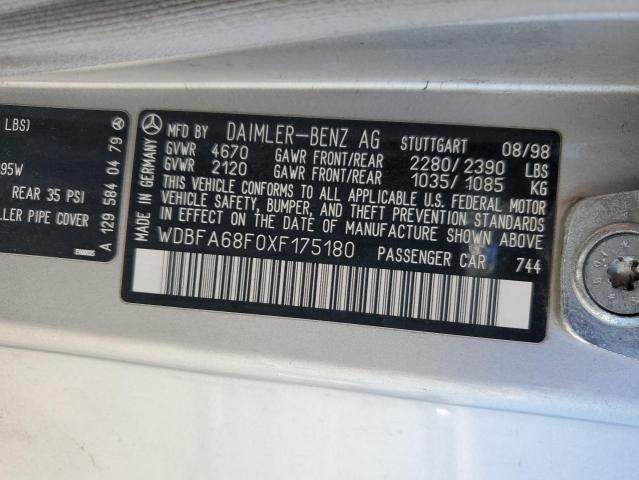 LBS)
95W
REAR 35 PSI
LLER PIPE COVER
A 129 584 04 79
MADE IN GERMANY
MFD BY DAIMLER-BENZ AG STUTTGART 08/98
GVWR 4670 GAWR FRONT/REAR 2280/2390 LBS
GVWR 2120 GAWR FRONT/REAR 1035/1085 KG
THIS VEHICLE CONFORMS TO ALL APPLICABLE U.S. FEDERAL MOTOR
VEHICLE SAFETY, BUMPER, AND THEFT PREVENTION STANDARDS
IN EFFECT ON THE DATE OF MANUFACTURE SHOWN ABOVE
WDBFA68F0XF175180 PASSENGER CAR 744